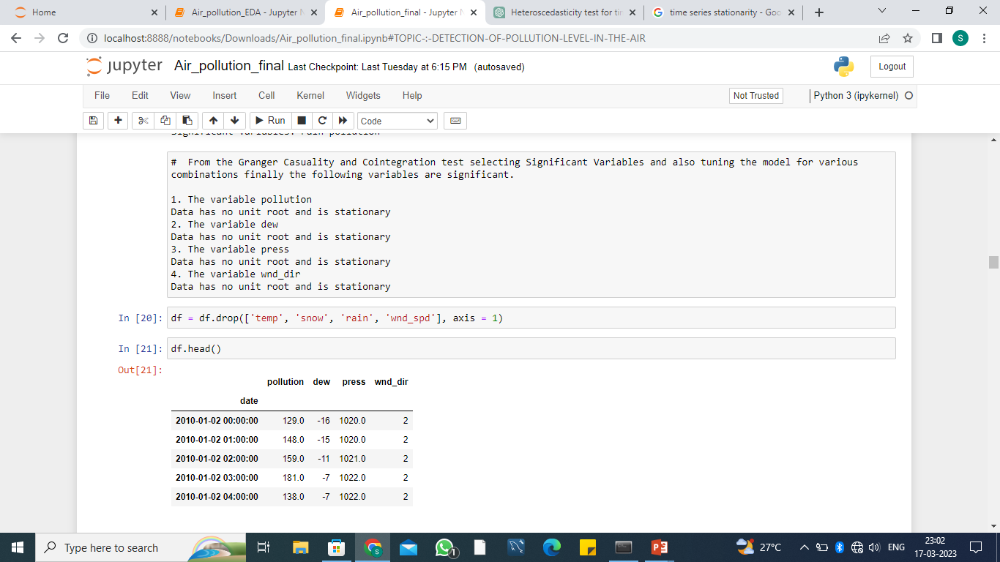 Home
Air_pollution_EDA - Jupyter N
Air_pollution_final - Jupyter N
Heteroscedasticity test for tim
time series stationarity - Goo
localhost:8888/notebooks/Downloads/Air_pollution_final.ipynb#TOPIC-:-DETECTION-OF-POLLUTION-LEVEL-IN-THE-AIR
S
jupyter Air_pollution_final Last Checkpoint: Last Tuesday at 6:15 PM (autosaved)
Logout
File Edit View Insert Cell Kernel Widgets Help
Not Trusted
Python 3 (ipykernel)
Run
Code
Significant variables: rain pollution
# From the Granger Casuality and Cointegration test selecting Significant Variables and also tuning the model for various
combinations finally the following variables are significant.
1. The variable pollution
Data has no unit root and is stationary
2. The variable dew
Data has no unit root and is stationary
3. The variable press
Data has no unit root and is stationary
4. The variable wnd_dir
Data has no unit root and is stationary
In [20]: df = df.drop(['temp', 'snow', 'rain', 'wnd_spd'], axis = 1)
In [21]: df.head()
Out[21]:
pollution dew press wnd_dir
date
2010-01-02 00:00:00 129.0 -16 1020.0 2
2010-01-02 01:00:00 148.0 -15 1020.0 2
2010-01-02 02:00:00 159.0 -11 1021.0 2
2010-01-02 03:00:00 181.0 -7 1022.0 2
2010-01-02 04:00:00 138.0 -7 1022.0 2
Type here to search
S
1
27°C
ENG
23:02
17-03-2023